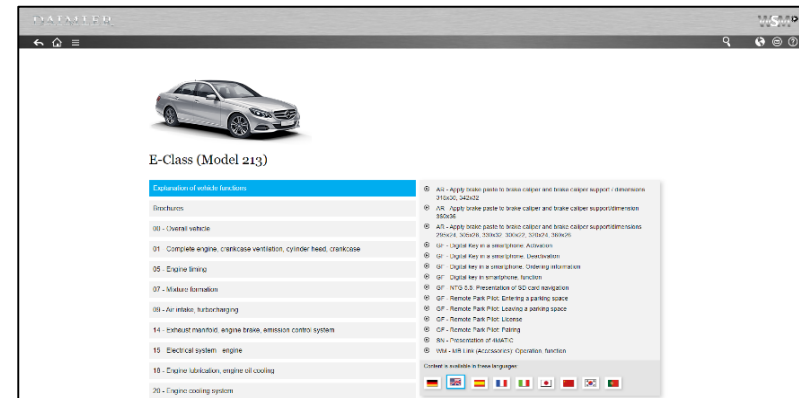 DAIMLER
E-Class (Model 213)
Explanation of vehicle functions
Brochures
00 - Overall vehicle
01 - Complete engine, crankcase ventilation, cylinder head, crankcase
05 - Engine timing
07 - Mixture formation
09 - Air intake, turbocharging
14 - Exhaust manifold, engine brake, emission control system
15 - Electrical system - engine
18 - Engine lubrication, engine oil cooling
20 - Engine cooling system
AR - Apply brake paste to brake caliper and brake caliper support / dimensions
AR - Apply brake paste to brake caliper and brake caliper support/dimension
AR - Apply brake paste to brake caliper and brake caliper support/dimensions
GF - Digital Key in a smartphone, Activation
GF - Digital Key in a smartphone, Deactivation
GF - Digital Key in a smartphone, Ordering information
GF - Digital key in smartphone, function
GF - NTG 5.5, Presentation of SD card navigation
GF - Remote Park Pilot: Entering a parking space
GF - Remote Park Pilot: Leaving a parking space
GF - Remote Park Pilot: License
GF - Remote Park Pilot: Pairing
SN - Presentation of 4MATIC
WM - MB Link (Accessories): Operation, function
Content is available in these languages